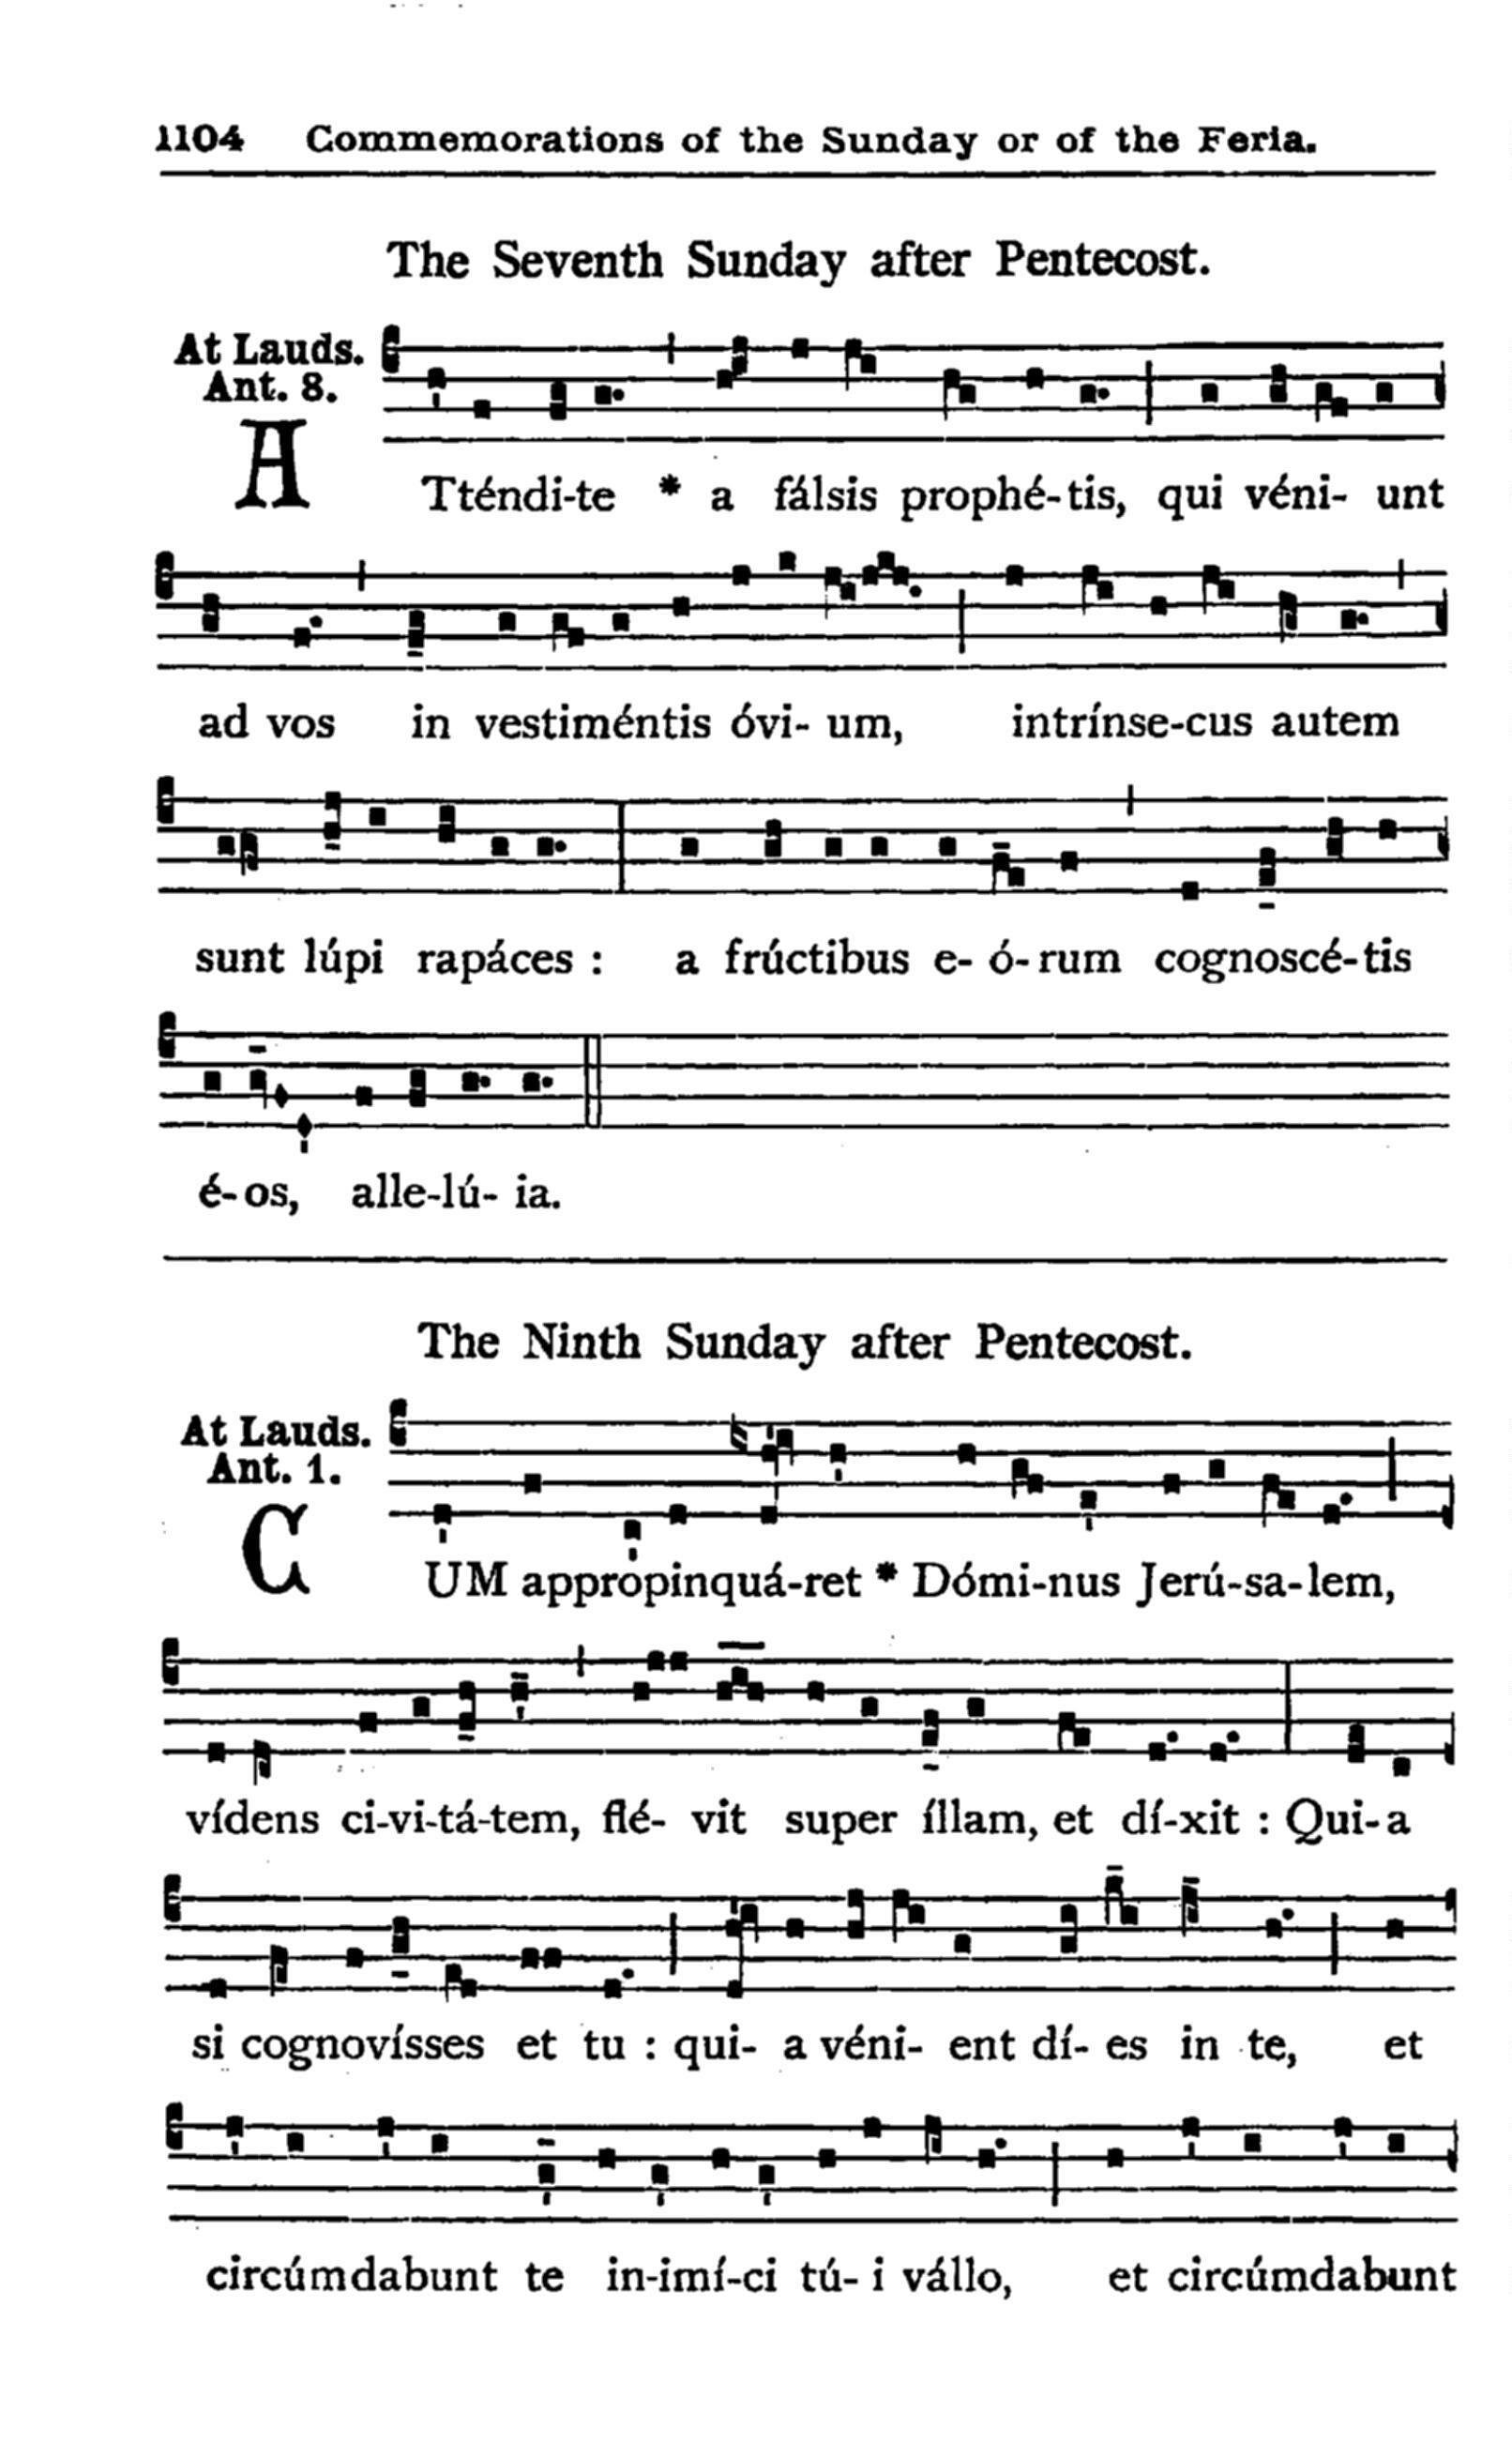 1104 Commemorations of the Sunday or of the Feria.
The Seventh Sunday after Pentecost.
At Lauds.
Ant. 8.
ATténdi-te * a fálsis prophé-tis, qui véni- unt
ad vos in vestiméntis óvi- um, intrínse-cus autem
sunt lúpi rapáces : a frúctibus e- ó- rum cognoscé-tis
é-os, alle-lú- ia.
The Ninth Sunday after Pentecost.
At Lauds.
Ant. 1.
CUM appropinquá-ret * Dómi-nus Jerú-sa-lem,
vídens ci-vi-tá-tem, flé- vit super íllam, et dí-xit : Qui- a
si cognovísses et tu : qui- a véni- ent dí- es in te, et
circúmdabunt te in-imí-ci tú- i vállo, et circúmdabunt